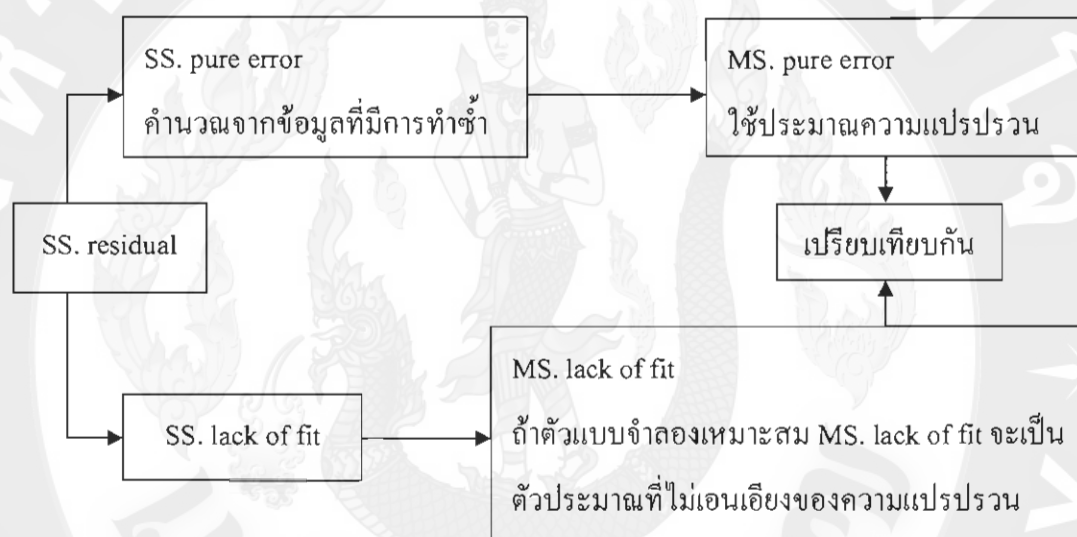 SS. pure error
คำนวณจากข้อมูลที่มีการทำซ้ำ
MS. pure error
ใช้ประมาณความแปรปรวน
SS. residual
เปรียบเทียบกัน
SS. lack of fit
MS. lack of fit
ถ้าตัวแบบจำลองเหมาะสม MS. lack of fit จะเป็น
ตัวประมาณที่ไม่เอนเอียงของความแปรปรวน